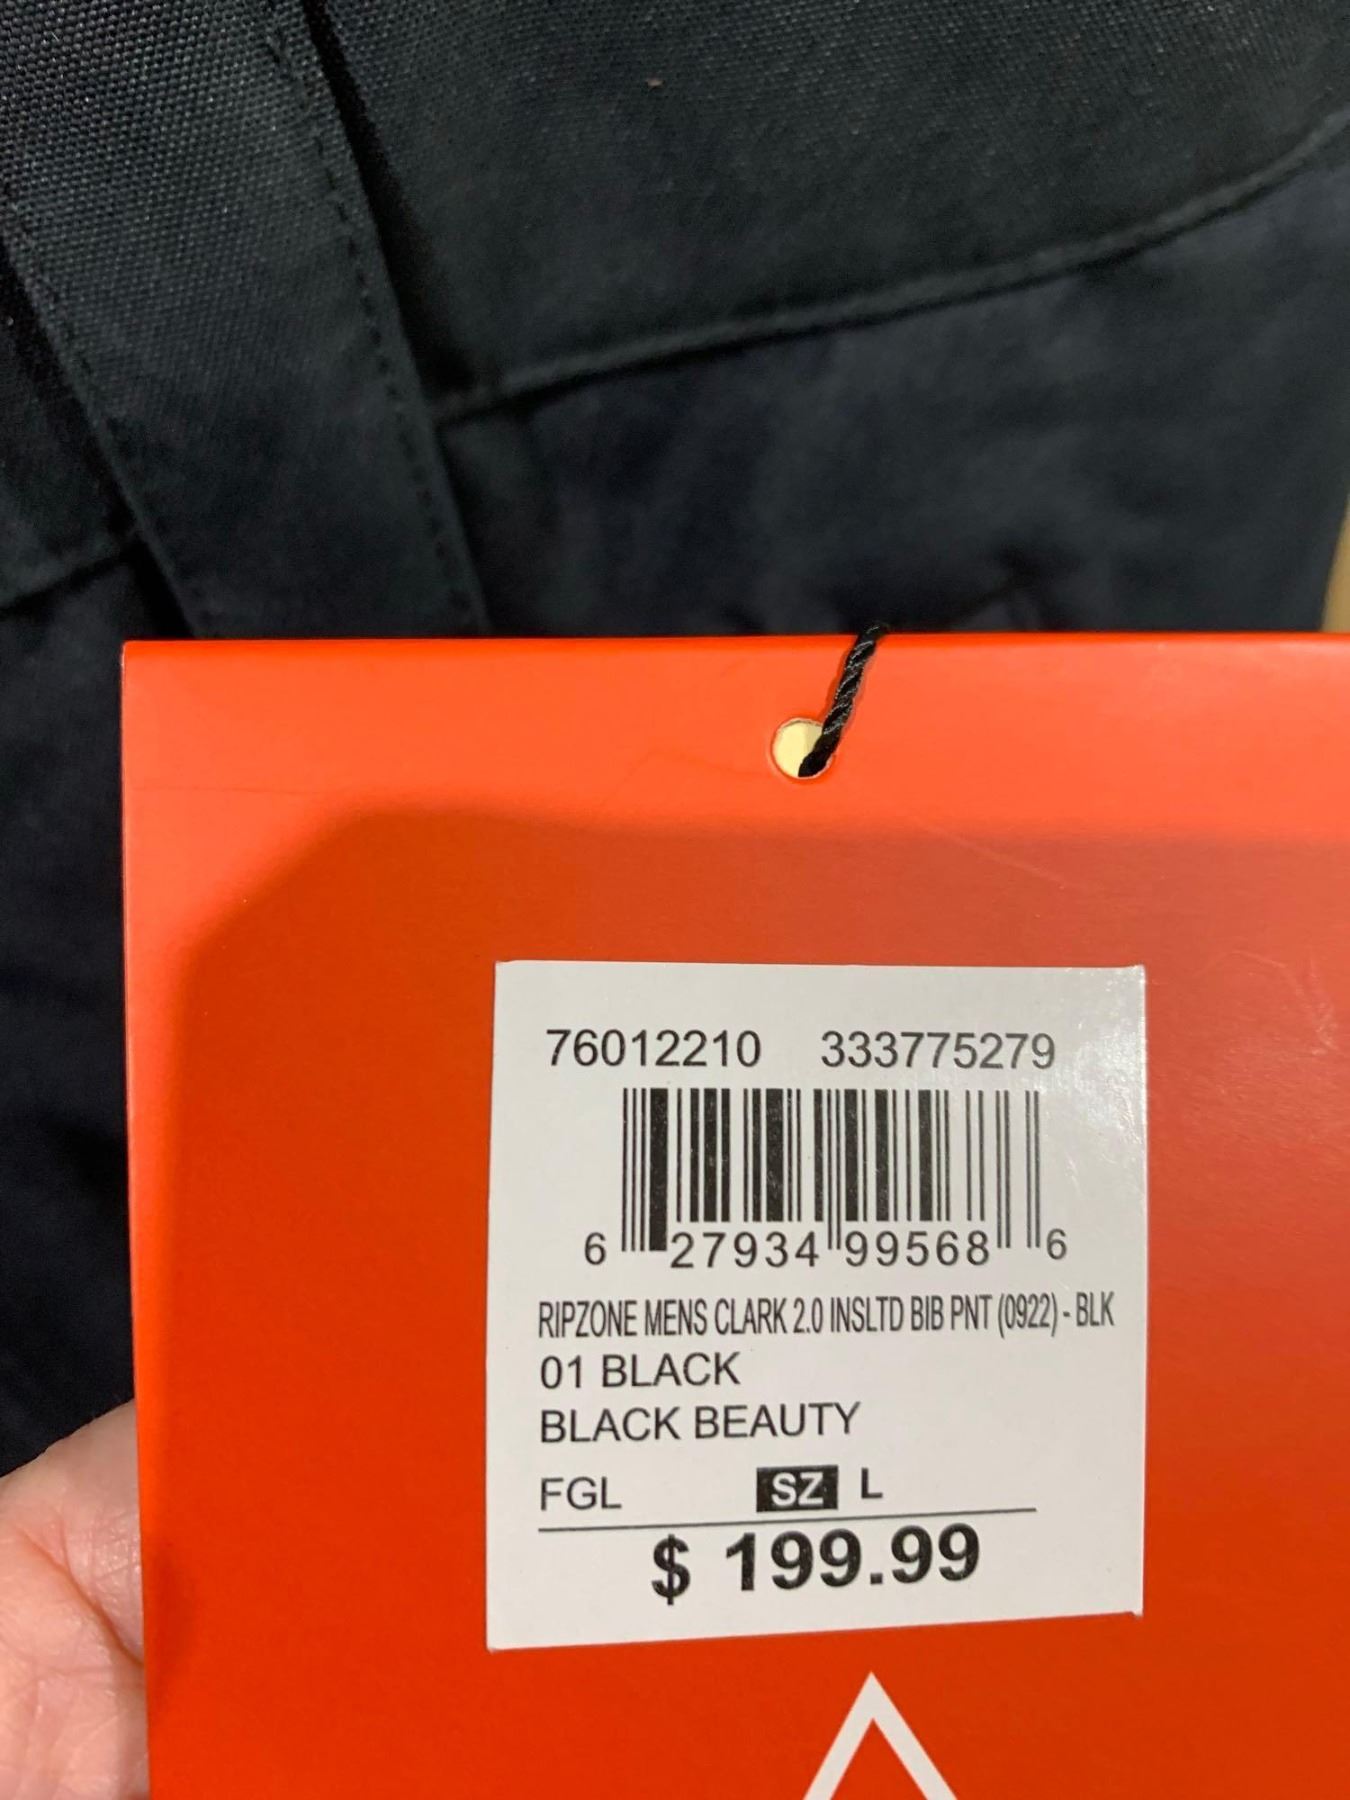 76012210 333775279
6 27934 99568 6
RIPZONE MENS CLARK 2.0 INSLTD BIB PNT (0922) - BLK
01 BLACK
BLACK BEAUTY
FGL SZ L
$ 199.99